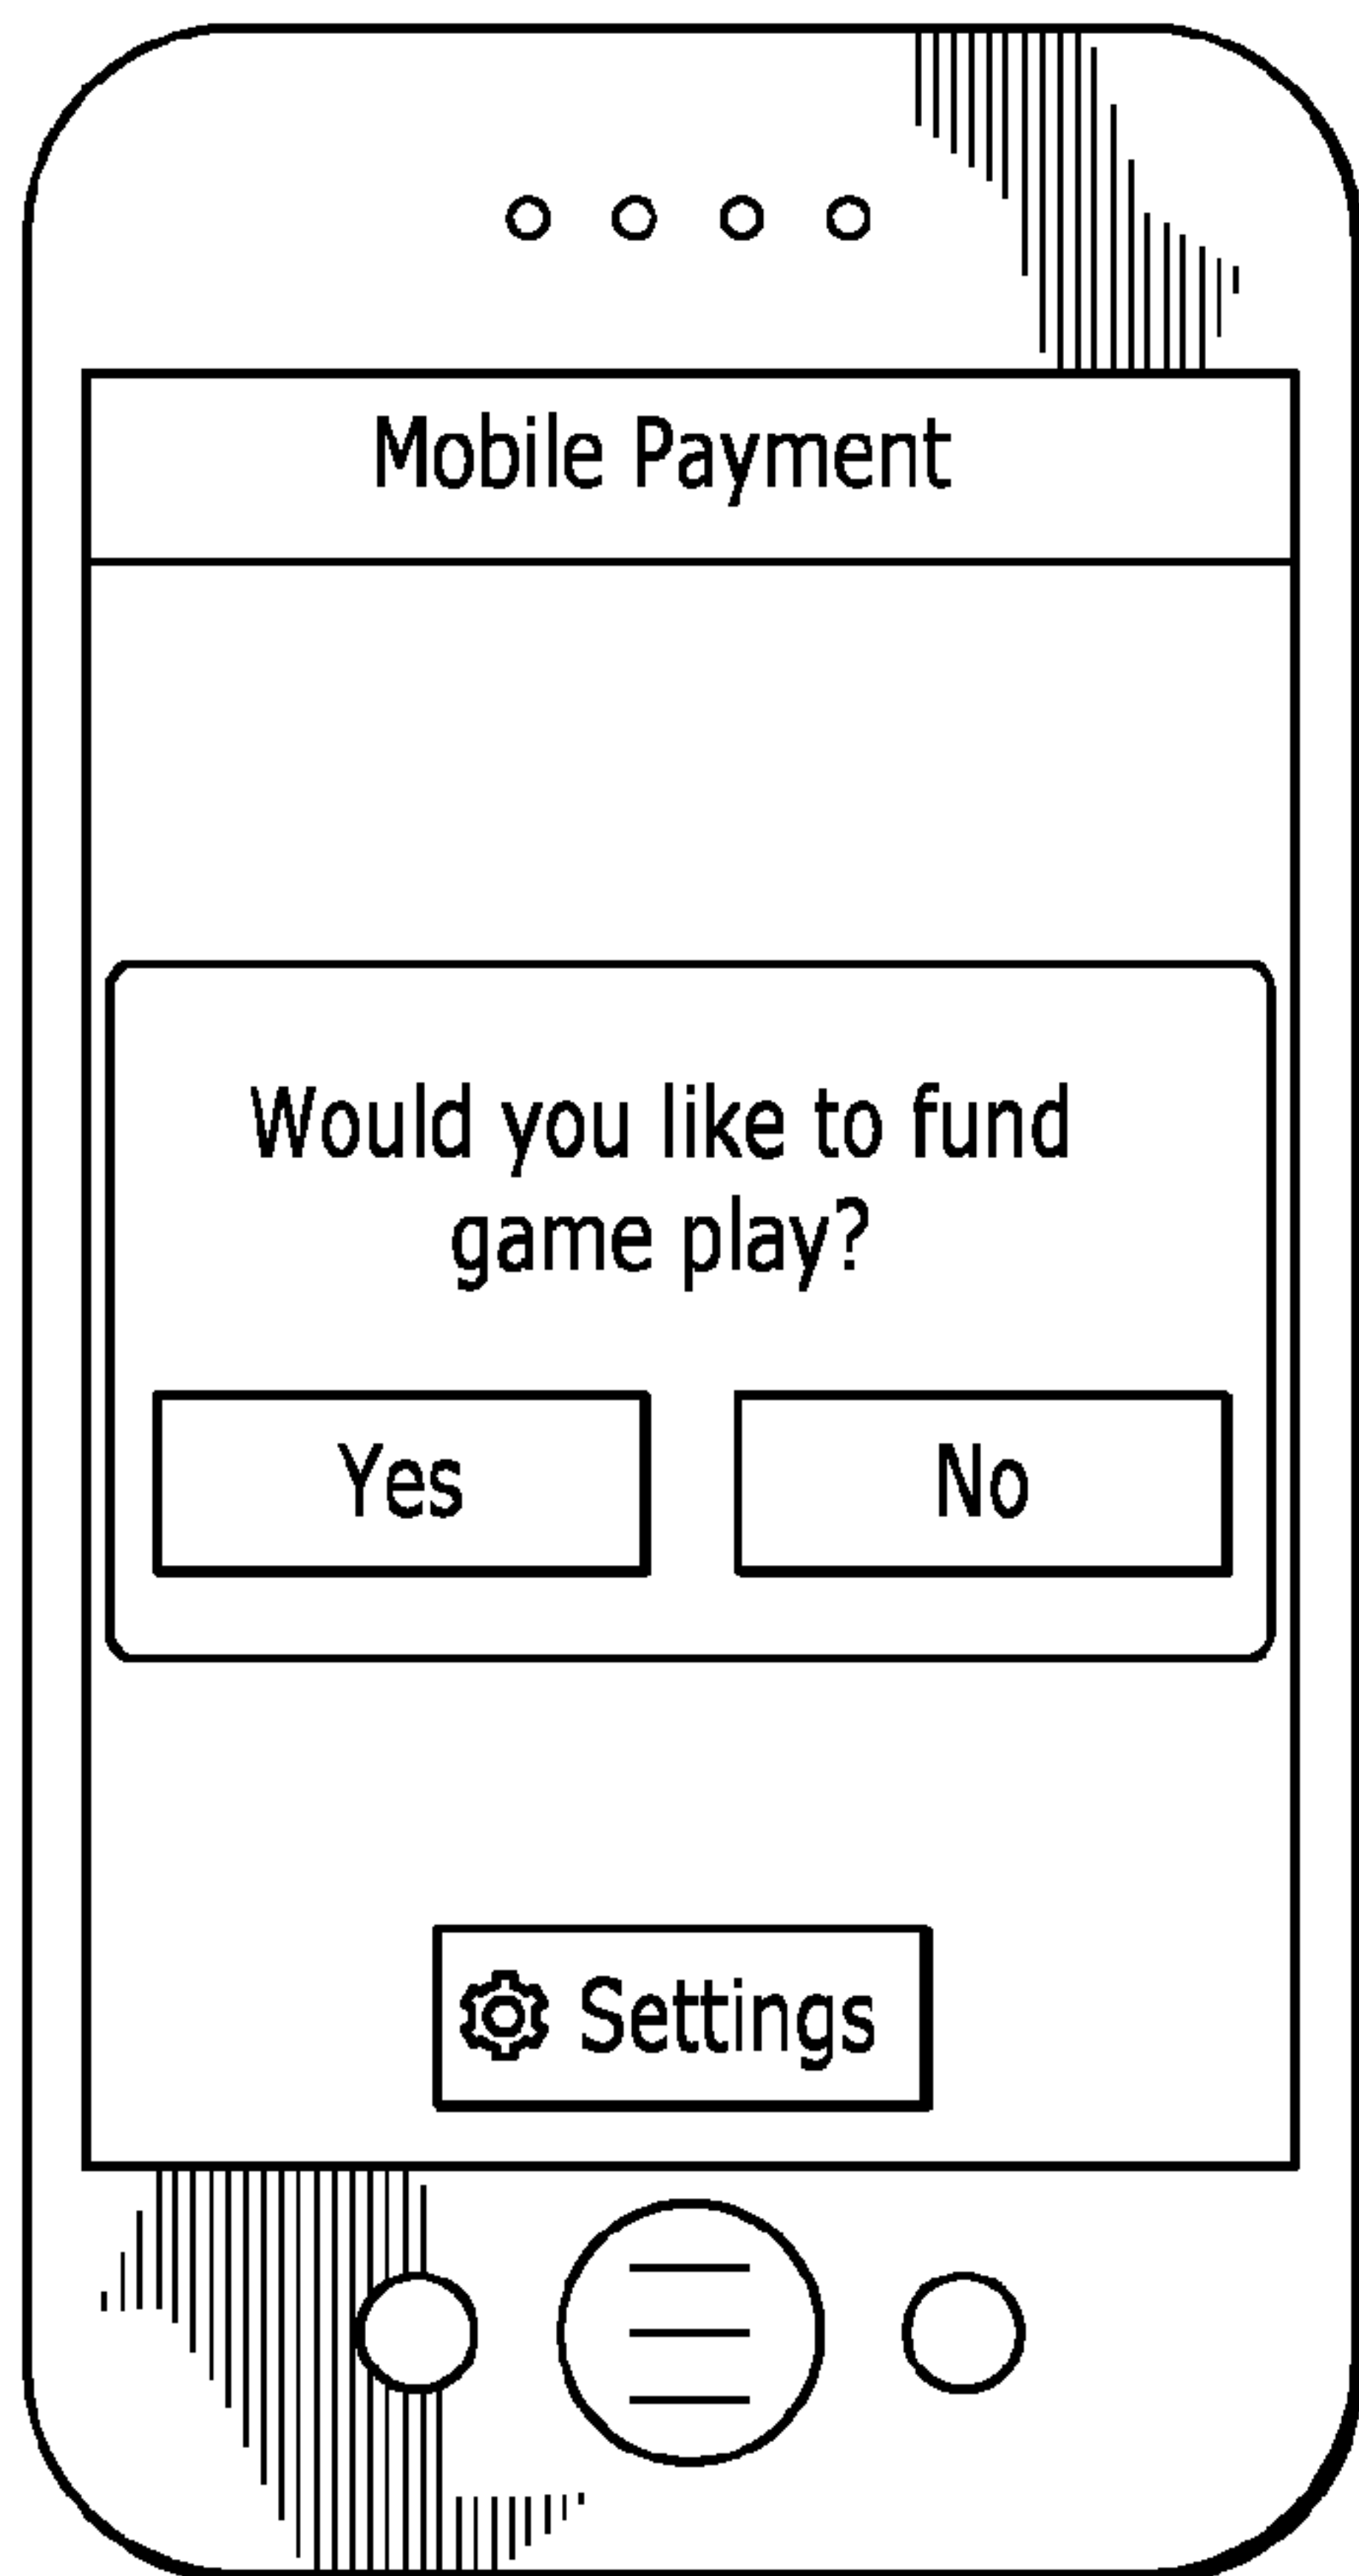 Mobile Payment
Would you like to fund
game play?
Yes
No
Settings